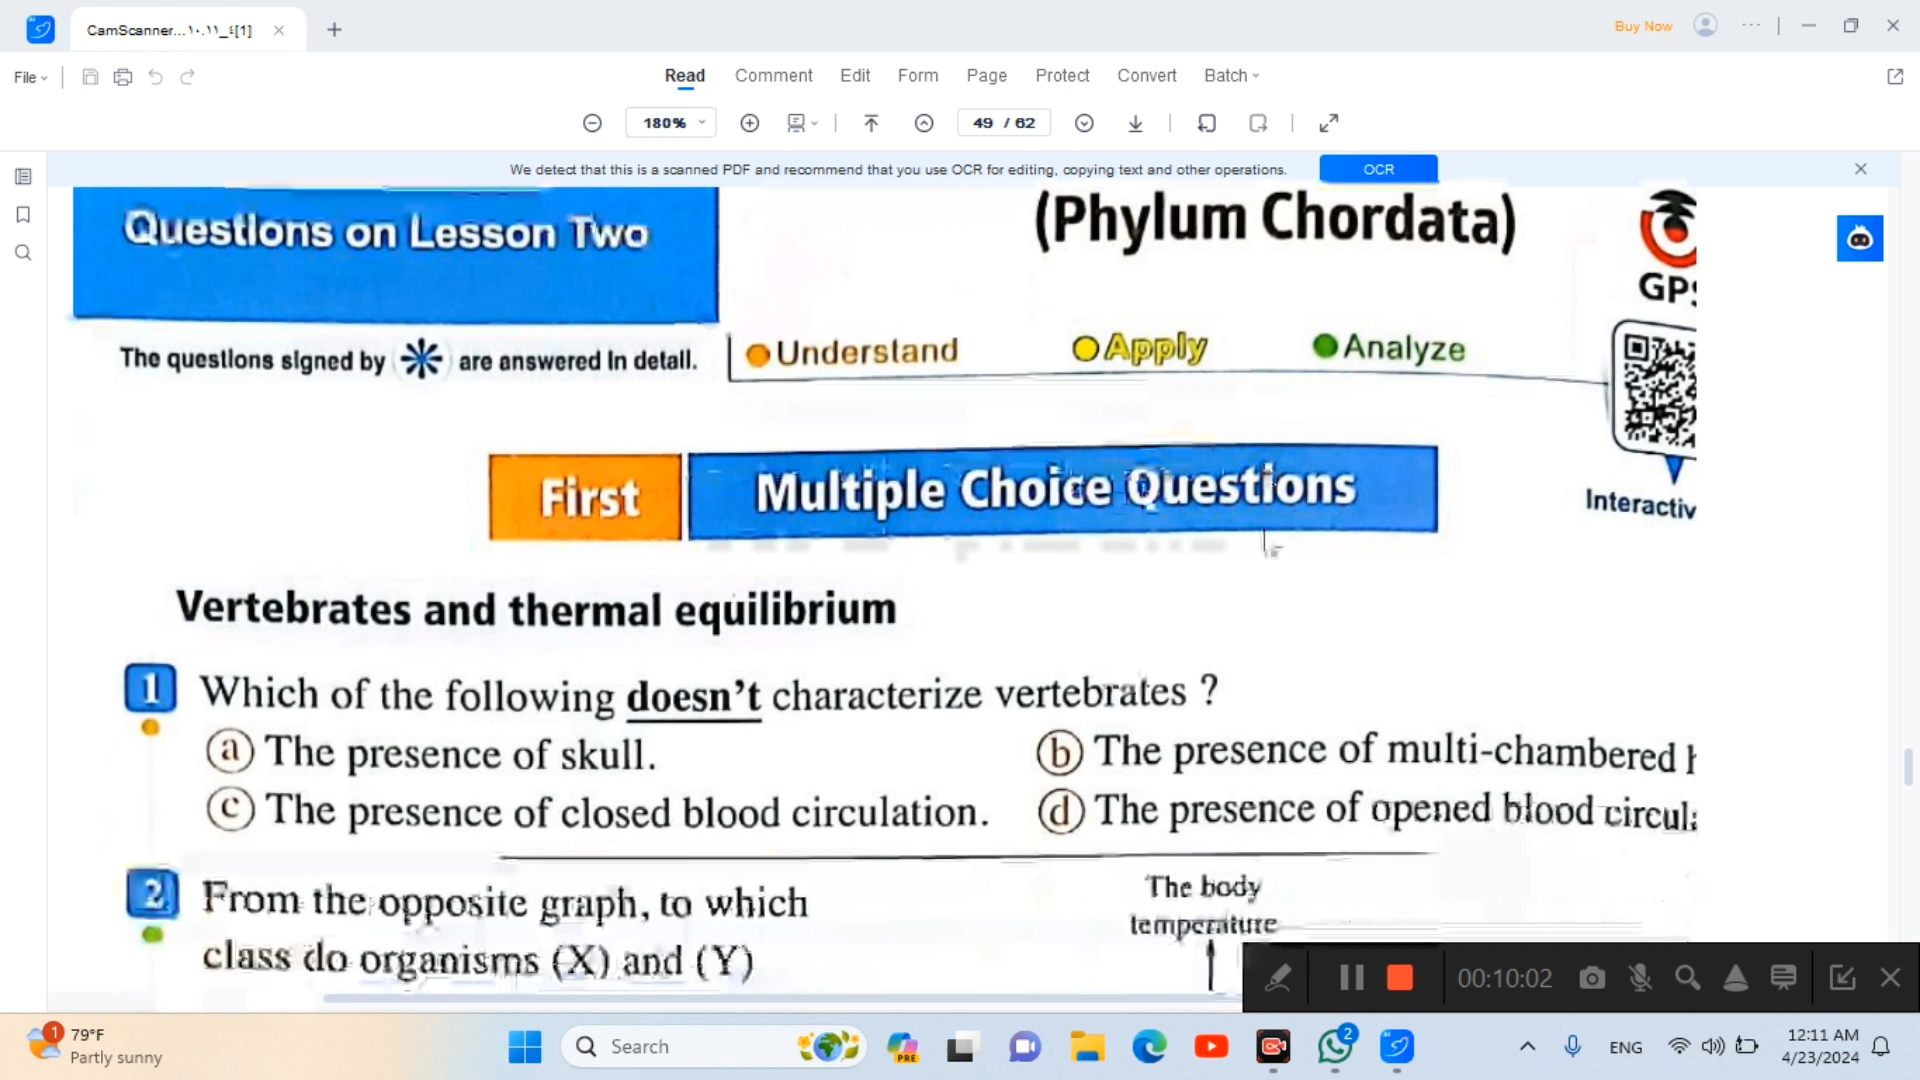 CamScanner...١٠.١١_٤[1]
Buy Now
File
Read
Comment
Edit
Form
Page
Protect
Convert
Batch
180%
49 / 62
We detect that this is a scanned PDF and recommend that you use OCR for editing, copying text and other operations.
OCR
Questions on Lesson Two
(Phylum Chordata)
The questions signed by are answered in detail.
Understand
Apply
Analyze
First
Multiple Choice Questions
Vertebrates and thermal equilibrium
1 Which of the following doesn't characterize vertebrates ?
a The presence of skull.
b The presence of multi-chambered
c The presence of closed blood circulation.
d The presence of opened blood
2 From the opposite graph, to which
class do organisms (X) and (Y)
The body
temperature
00:10:02
1
79°F
Partly sunny
Search
PRE
2
ENG
12:11 AM
4/23/2024